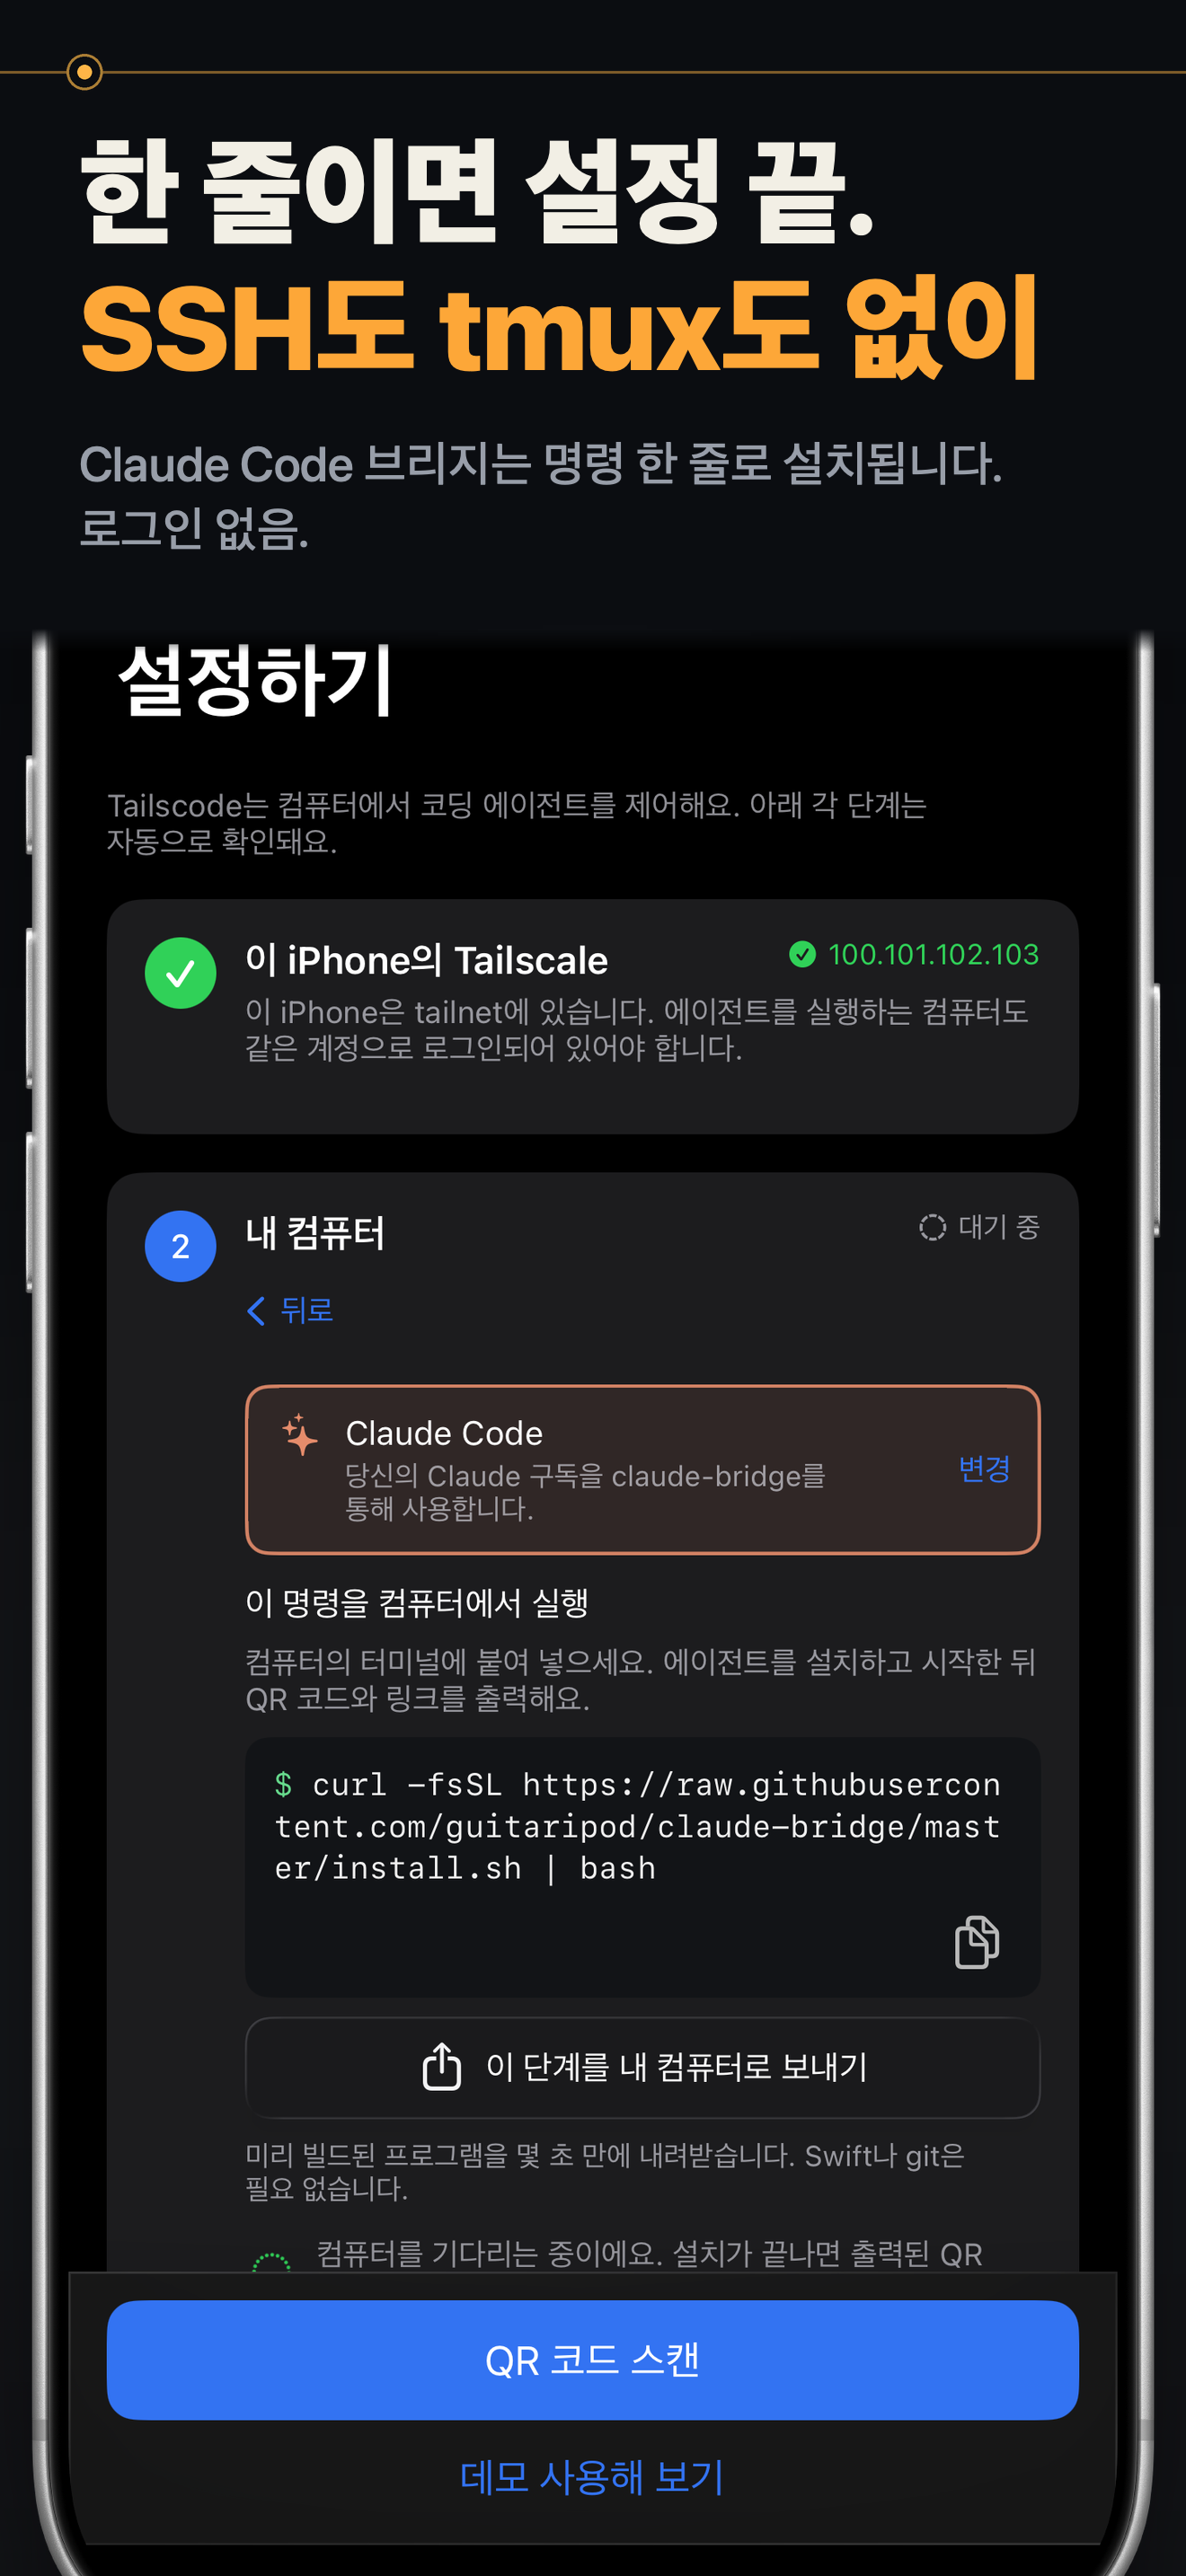 한 줄이면 설정 끝.
SSH도 tmux도 없이
Claude Code 브리지는 명령 한 줄로 설치됩니다.
로그인 없음.
설정하기
Tailscode는 컴퓨터에서 코딩 에이전트를 제어해요. 아래 각 단계는
자동으로 확인돼요.
이 iPhone의 Tailscale
100.101.102.103
이 iPhone은 tailnet에 있습니다. 에이전트를 실행하는 컴퓨터도
같은 계정으로 로그인되어 있어야 합니다.
2
내 컴퓨터
대기 중
뒤로
Claude Code
당신의 Claude 구독을 claude-bridge를
통해 사용합니다.
변경
이 명령을 컴퓨터에서 실행
컴퓨터의 터미널에 붙여 넣으세요. 에이전트를 설치하고 시작한 뒤
QR 코드와 링크를 출력해요.
$ curl -fsSL https://raw.githubusercon
tent.com/guitaripod/claude-bridge/mast
er/install.sh | bash
이 단계를 내 컴퓨터로 보내기
미리 빌드된 프로그램을 몇 초 만에 내려받습니다. Swift나 git은
필요 없습니다.
컴퓨터를 기다리는 중이에요. 설치가 끝나면 출력된 QR
QR 코드 스캔
데모 사용해 보기